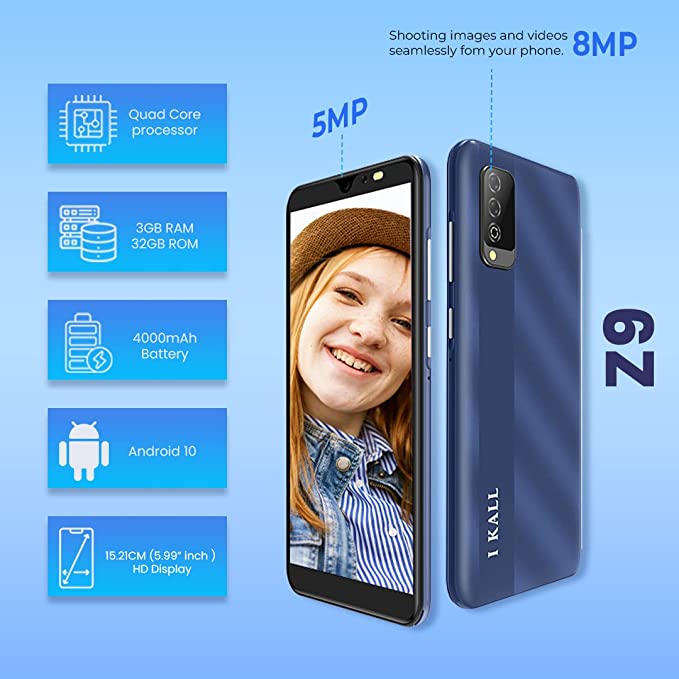 Shooting images and videos
seamlessly fom your phone.
8MP
5MP
Quad Core
processor
3GB RAM
32GB ROM
4000mAh
Battery
Android 10
15.21CM (5.99” inch )
HD Display
Z9
I KALL